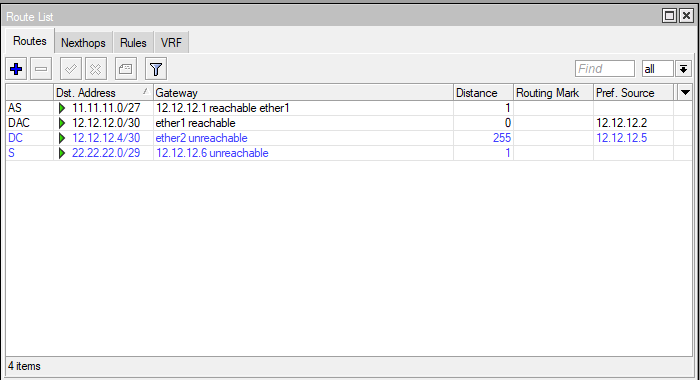 Route List
Routes Nexthops Rules VRF
Find all
Dst. Address Gateway Distance Routing Mark Pref. Source
AS 11.11.11.0/27 12.12.12.1 reachable ether1 1
DAC 12.12.12.0/30 ether1 reachable 0 12.12.12.2
DC 12.12.12.4/30 ether2 unreachable 255 12.12.12.5
S 22.22.22.0/29 12.12.12.6 unreachable 1
4 items